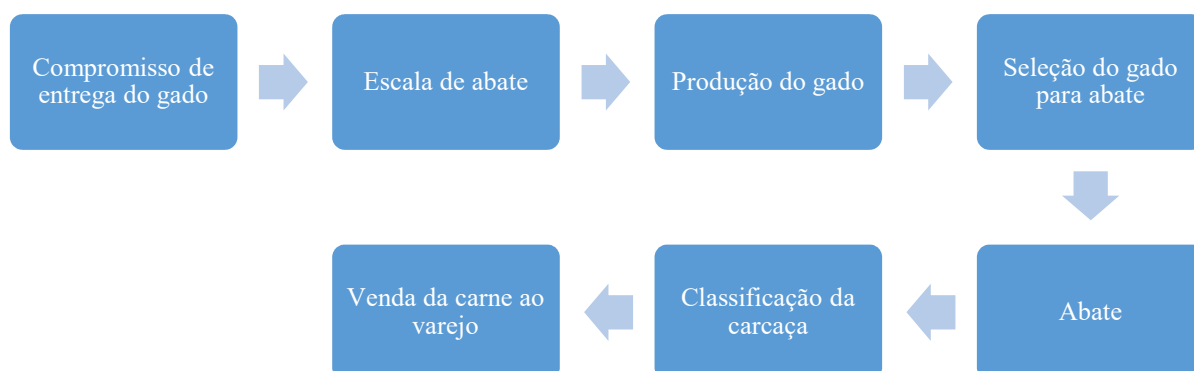 Compromisso de
entrega do gado
Escala de abate
Produção do gado
Seleção do gado
para abate
Abate
Classificação da
carcaça
Venda da carne ao
varejo